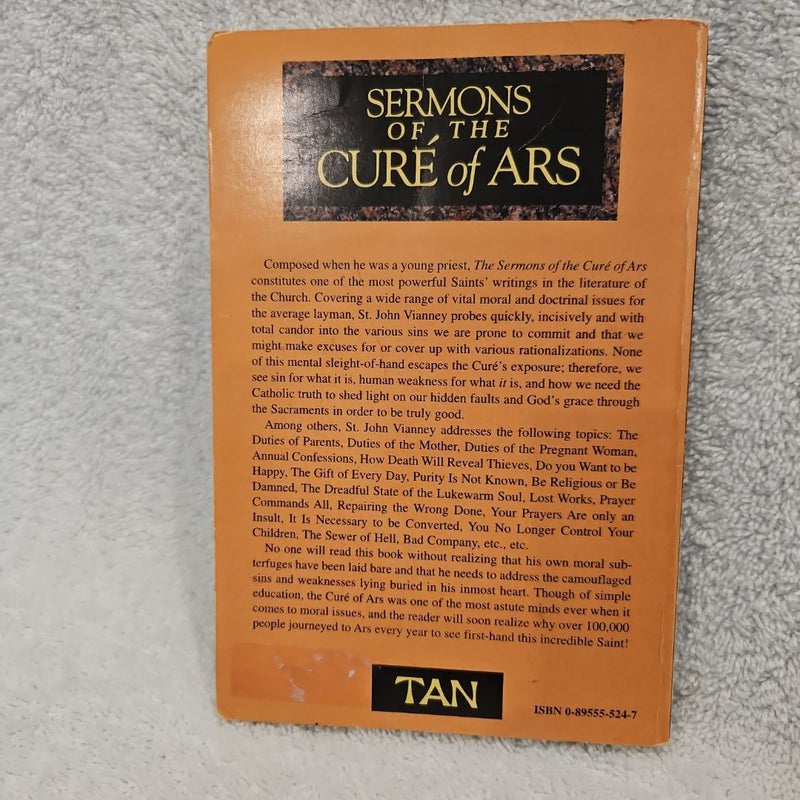 SERMONS
OF THE
CURÉ of ARS
Composed when he was a young priest, The Sermons of the Curé of Ars
constitutes one of the most powerful Saints' writings in the literature of
the Church. Covering a wide range of vital moral and doctrinal issues for
the average layman, St. John Vianney probes quickly, incisively and with
total candor into the various sins we are prone to commit and that we
might make excuses for or cover up with various rationalizations. None
of this mental sleight-of-hand escapes the Curé's exposure; therefore, we
see sin for what it is, human weakness for what it is, and how we need the
Catholic truth to shed light on our hidden faults and God's grace through
the Sacraments in order to be truly good.
Among others, St. John Vianney addresses the following topics: The
Duties of Parents, Duties of the Mother, Duties of the Pregnant Woman,
Annual Confessions, How Death Will Reveal Thieves, Do you Want to be
Happy, The Gift of Every Day, Purity Is Not Known, Be Religious or Be
Damned, The Dreadful State of the Lukewarm Soul, Lost Works, Prayer
Commands All, Repairing the Wrong Done, Your Prayers Are only an
Insult, It Is Necessary to be Converted, You No Longer Control Your
Children, The Sewer of Hell, Bad Company, etc., etc.
No one will read this book without realizing that his own moral sub-
terfuges have been laid bare and that he needs to address the camouflaged
sins and weaknesses lying buried in his inmost heart. Though of simple
education, the Curé of Ars was one of the most astute minds ever when it
comes to moral issues, and the reader will soon realize why over 100,000
people journeyed to Ars every year to see first-hand this incredible Saint!
TAN
ISBN 0-89555-524-7